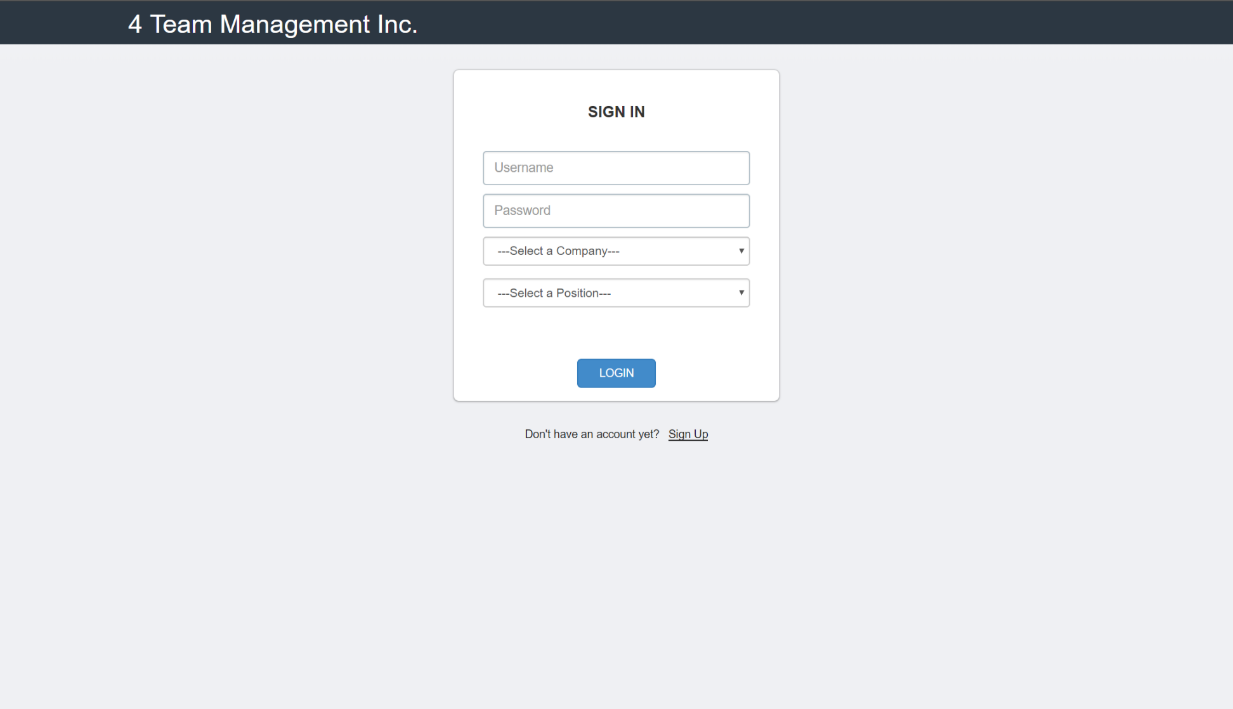 4 Team Management Inc.
SIGN IN
Username
Password
---Select a Company---
---Select a Position---
LOGIN
Don't have an account yet? Sign Up